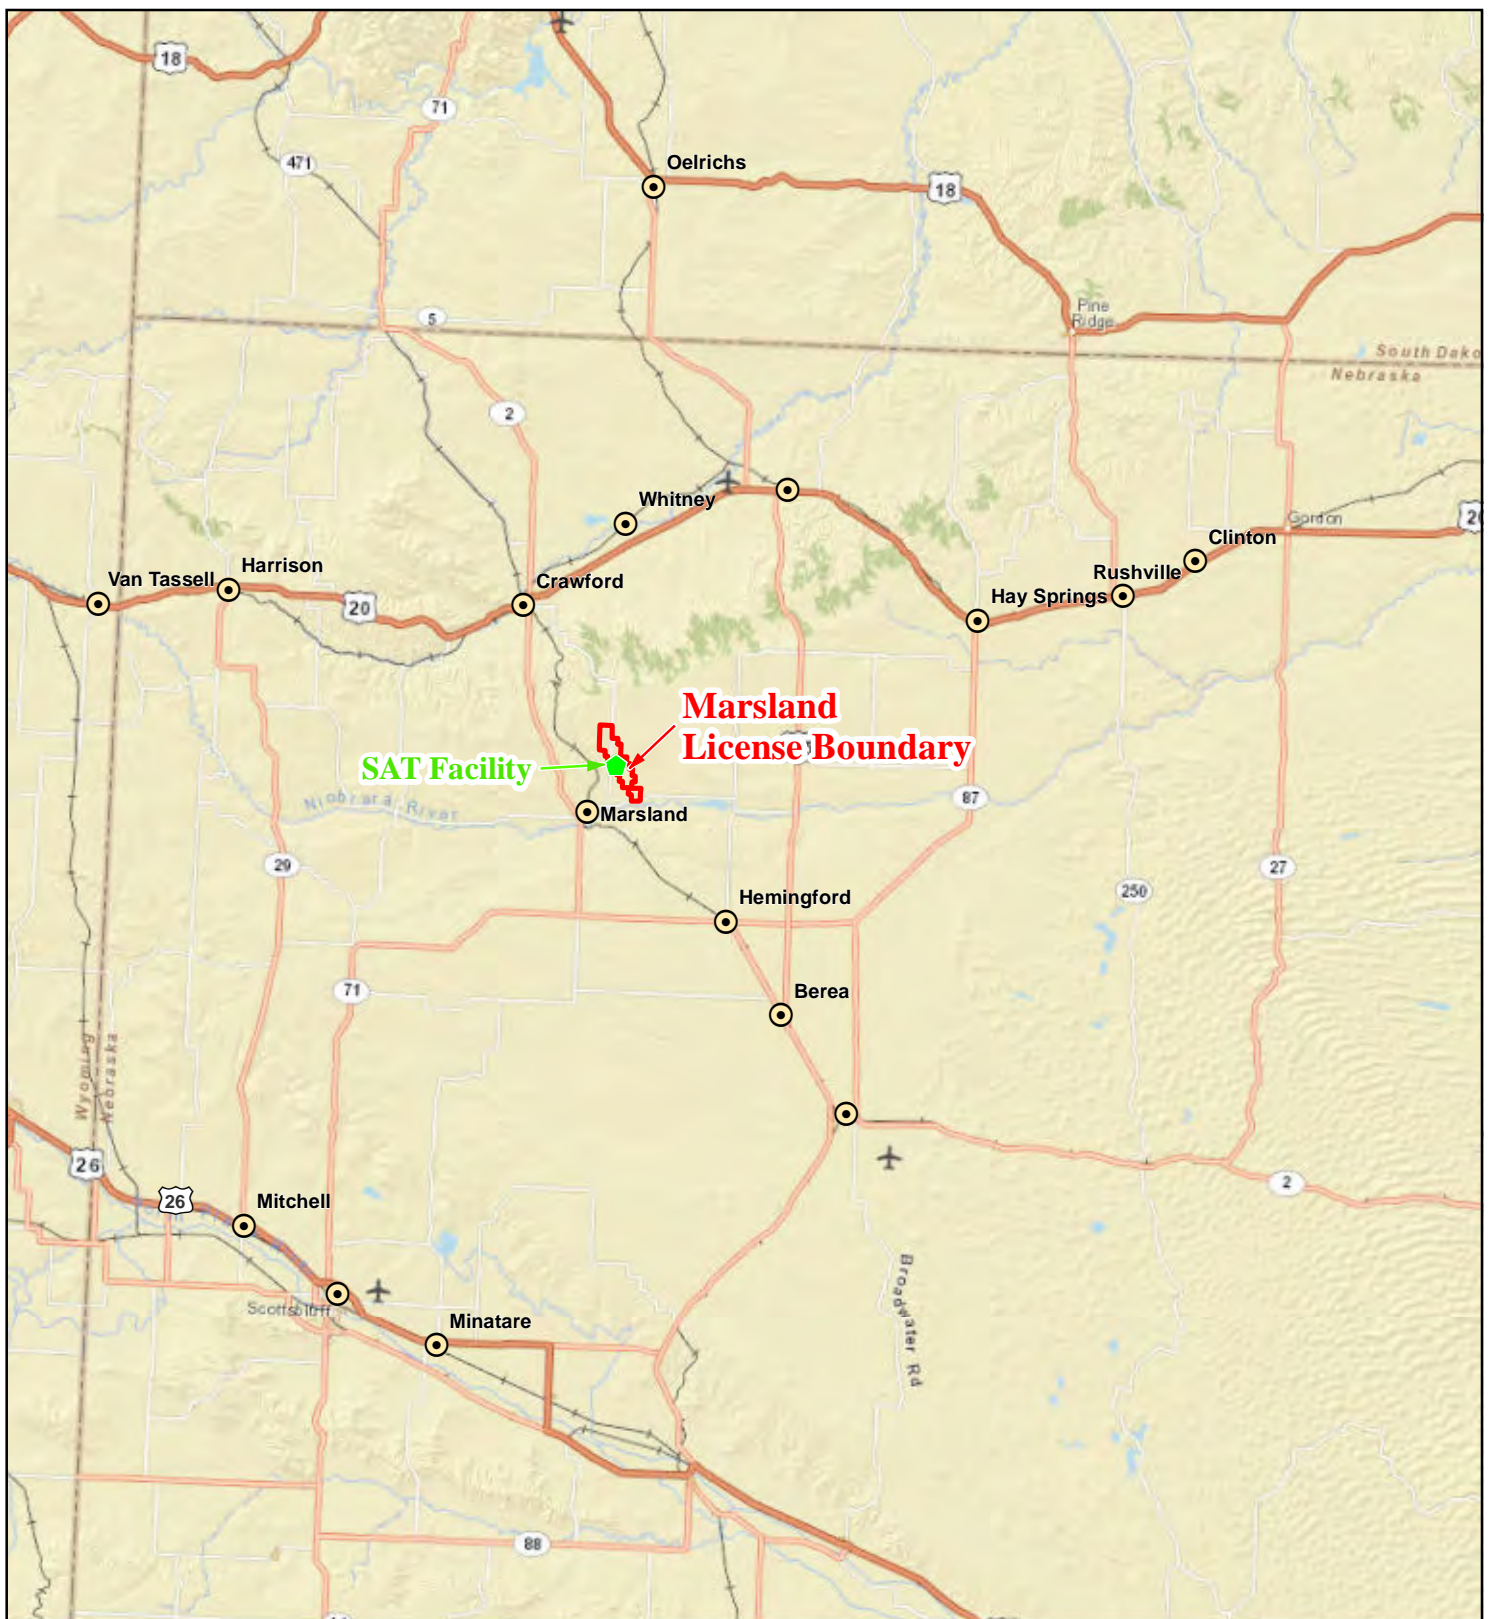 18
71
471
Oelrichs
18
5
Pine
Ridge
South Dako
Nebraska
2
Whitney
Gordon
20
Clinton
Van Tassell
Harrison
Crawford
Rushville
20
Hay Springs
Marsland
License Boundary
SAT Facility
Niobrara River
Marsland
87
29
27
250
Hemingford
71
Berea
Wyoming
Nebraska
26
26
Mitchell
2
Broadwater Rd
Scottsbluff
Minatare
88